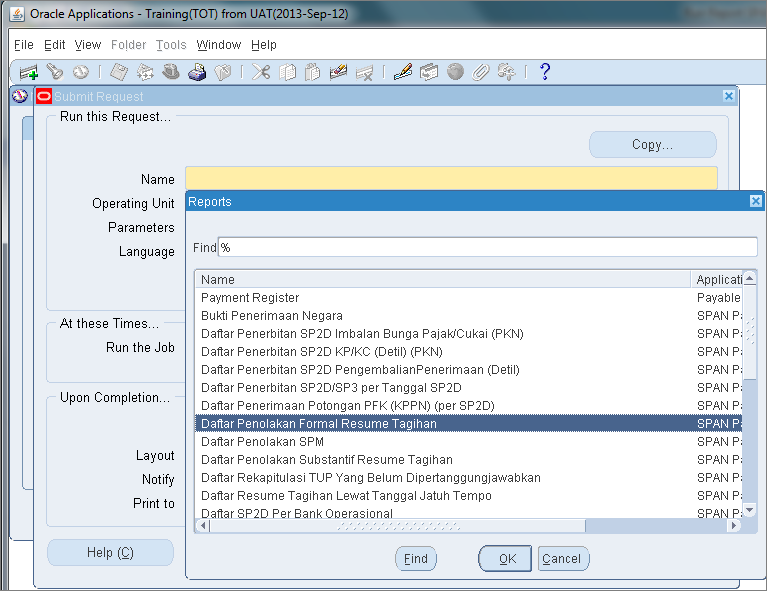 Oracle Applications - Training(TOT) from UAT(2013-Sep-12)
File Edit View Folder Tools Window Help
Submit Request
Run this Request...
Copy...
Name
Operating Unit
Parameters
Language
At these Times...
Run the Job
Upon Completion...
Layout
Notify
Print to
Help (C)
Reports
Find %
Name Applicati
Payment Register Payable
Bukti Penerimaan Negara SPAN Pa
Daftar Penerbitan SP2D Imbalan Bunga Pajak/Cukai (PKN) SPAN Pa
Daftar Penerbitan SP2D KP/KC (Detil) (PKN) SPAN Pa
Daftar Penerbitan SP2D PengembalianPenerimaan (Detil) SPAN Pa
Daftar Penerbitan SP2D/SP3 per Tanggal SP2D SPAN Pa
Daftar Penerimaan Potongan PFK (KPPN) (per SP2D) SPAN Pa
Daftar Penolakan Formal Resume Tagihan SPAN Pa
Daftar Penolakan SPM SPAN Pa
Daftar Penolakan Substantif Resume Tagihan SPAN Pa
Daftar Rekapitulasi TUP Yang Belum Dipertanggungjawabkan SPAN Pa
Daftar Resume Tagihan Lewat Tanggal Jatuh Tempo SPAN Pa
Daftar SP2D Per Bank Operasional SPAN Pa
Find OK Cancel